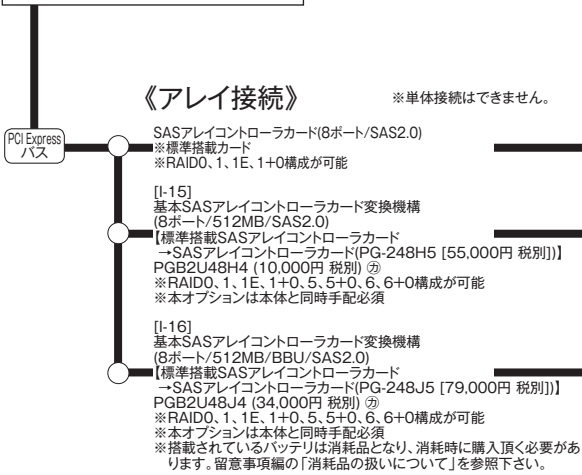 《アレイ接続》
※単体接続はできません。
PCI Express
バス
SASアレイコントローラカード(8ポート/SAS2.0)
※標準搭載カード
※RAID0、1、1E、1+0構成が可能
[I-15]
基本SASアレイコントローラカード変換機構
(8ポート/512MB/SAS2.0)
【標準搭載SASアレイコントローラカード
→SASアレイコントローラカード(PG-248H5 [55,000円 税別])】
PGB2U48H4 (10,000円 税別) ㋕
※RAID0、1、1E、1+0、5、5+0、6、6+0構成が可能
※本オプションは本体と同時手配必須
[I-16]
基本SASアレイコントローラカード変換機構
(8ポート/512MB/BBU/SAS2.0)
【標準搭載SASアレイコントローラカード
→SASアレイコントローラカード(PG-248J5 [79,000円 税別])】
PGB2U48J4 (34,000円 税別) ㋕
※RAID0、1、1E、1+0、5、5+0、6、6+0構成が可能
※本オプションは本体と同時手配必須
※搭載されているバッテリは消耗品となり、消耗時に購入頂く必要があ
ります。留意事項編の「消耗品の扱いについて」を参照下さい。